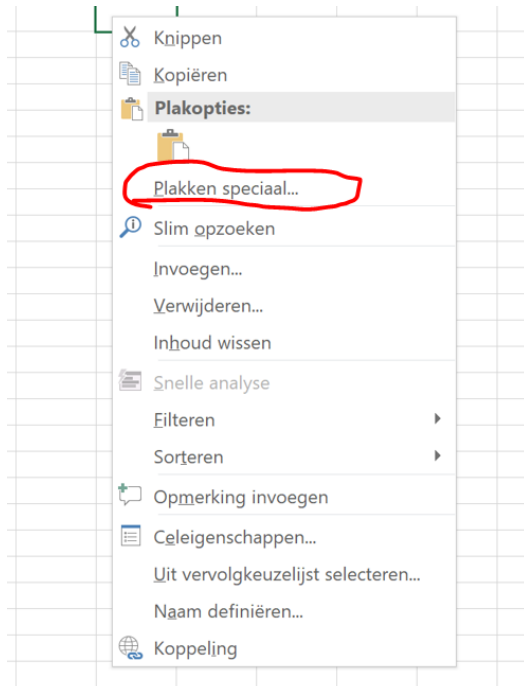 Knippen
Kopiëren
Plakopties:
Plakken speciaal...
Slim opzoeken
Invoegen...
Verwijderen...
Inhoud wissen
Snelle analyse
Filteren
Sorteren
Opmerking invoegen
Celeigenschappen...
Uit vervolgkeuzelijst selecteren...
Naam definiëren...
Koppeling